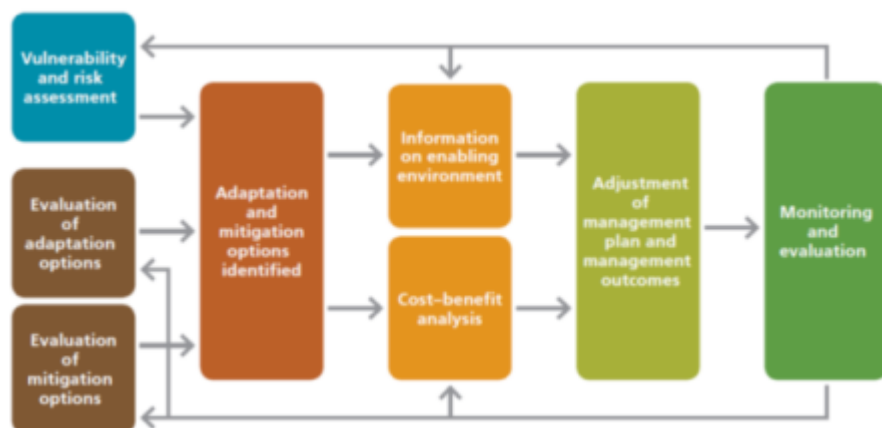 Vulnerability
and risk
assessment
Evaluation
of
adaptation
options
Evaluation
of
mitigation
options
Adaptation
and
mitigation
options
identified
Information
on enabling
environment
Cost–benefit
analysis
Adjustment
of
management
plan and
management
outcomes
Monitoring
and
evaluation